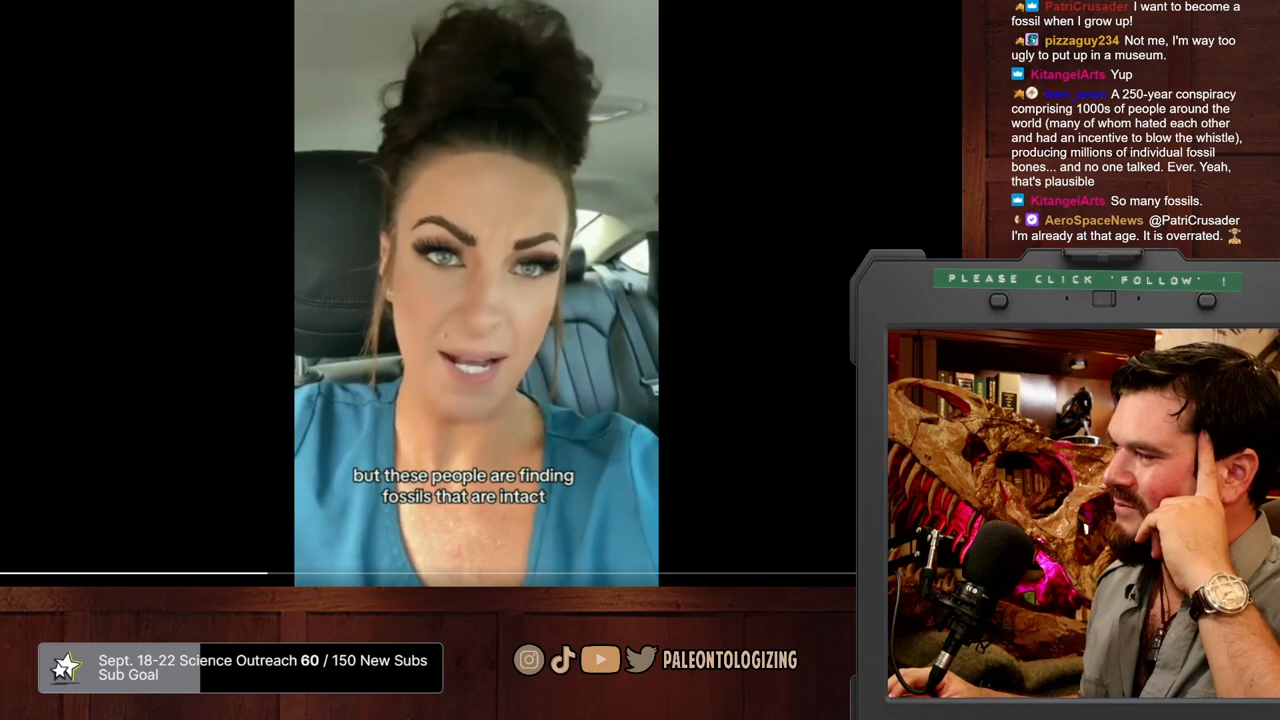 PatriCrusader I want to become a
fossil when I grow up!
pizzaguy234 Not me, I'm way too
ugly to put up in a museum.
KitangelArts Yup
A 250-year conspiracy
comprising 1000s of people around the
world (many of whom hated each other
and had an incentive to blow the whistle),
producing millions of individual fossil
bones... and no one talked. Ever. Yeah,
that's plausible
KitangelArts So many fossils.
AeroSpaceNews @PatriCrusader
I'm already at that age. It is overrated.
PLEASE CLICK 'FOLLOW' !
but these people are finding
fossils that are intact
Sept. 18-22 Science Outreach 60 / 150 New Subs
Sub Goal
PALEONTOLOGIZING